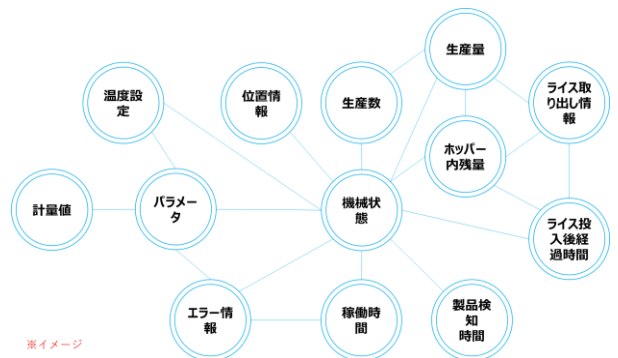 生産量
温度設
定
位置情
報
生産数
ライス取
り出し情
報
ホッパー
内残量
計量値
パラメー
タ
機械状
態
ライス投
入後経
過時間
エラー情
報
稼働時
間
製品検
知
時間
※イメージ